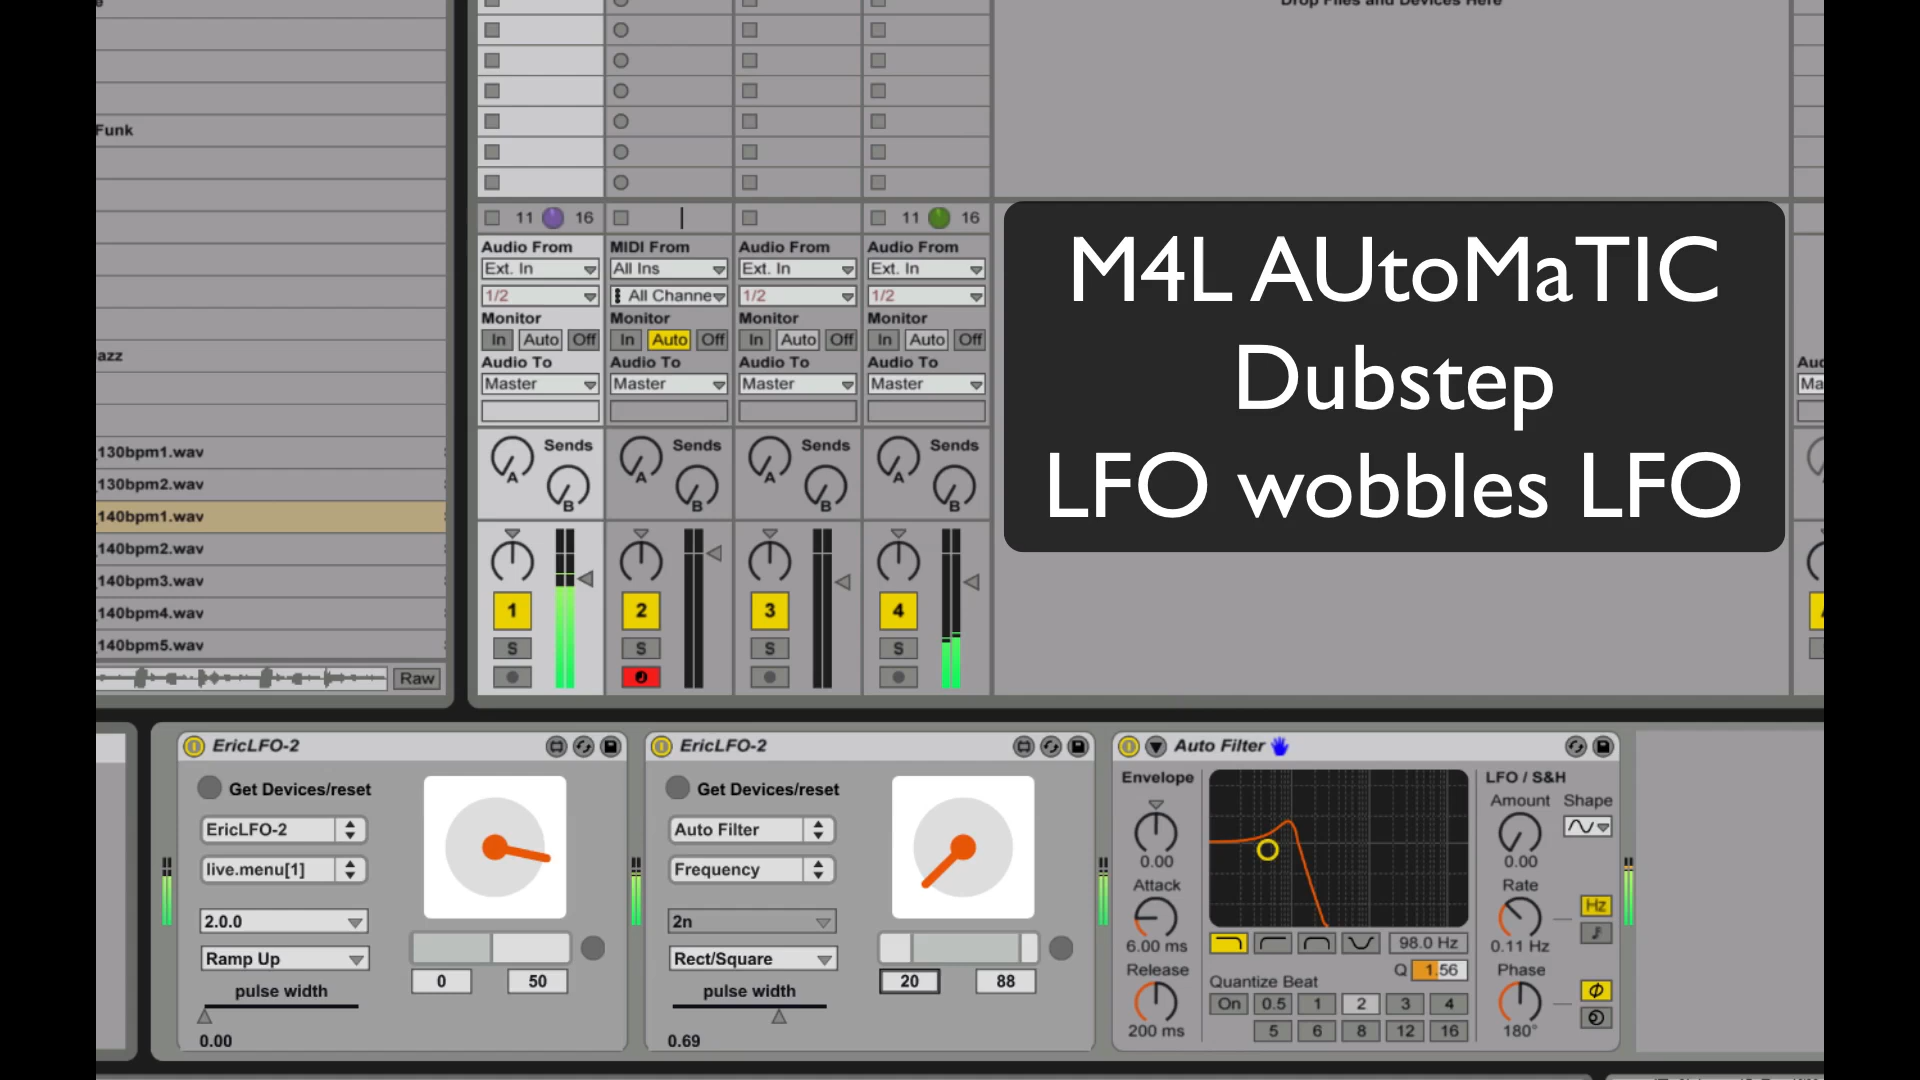 Drop Files and Devices Here
Funk
azz
130bpm1.wav
130bpm2.wav
140bpm1.wav
140bpm2.wav
140bpm3.wav
140bpm4.wav
140bpm5.wav
Raw
11 16 11 16
Audio From MIDI From Audio From Audio From
Ext. In All Ins Ext. In Ext. In
1/2 All Channe 1/2 1/2
Monitor Monitor Monitor Monitor
In Auto Off In Auto Off In Auto Off In Auto Off
Audio To Audio To Audio To Audio To
Master Master Master Master
Sends Sends Sends Sends
A B A B A B A B
1 2 3 4
S S S S
M4L AUtoMaTIC
Dubstep
LFO wobbles LFO
Au
Ma
EricLFO-2
Get Devices/reset
EricLFO-2
live.menu[1]
2.0.0
Ramp Up
0 50
pulse width
0.00
EricLFO-2
Get Devices/reset
Auto Filter
Frequency
2n
Rect/Square
20 88
pulse width
0.69
Auto Filter
Envelope
0.00
Attack
6.00 ms
Release
200 ms
98.0 Hz
Q 1.56
Quantize Beat
On 0.5 1 2 3 4
5 6 8 12 16
LFO / S&H
Amount Shape
0.00
Rate
Hz
0.11 Hz
Phase
180°